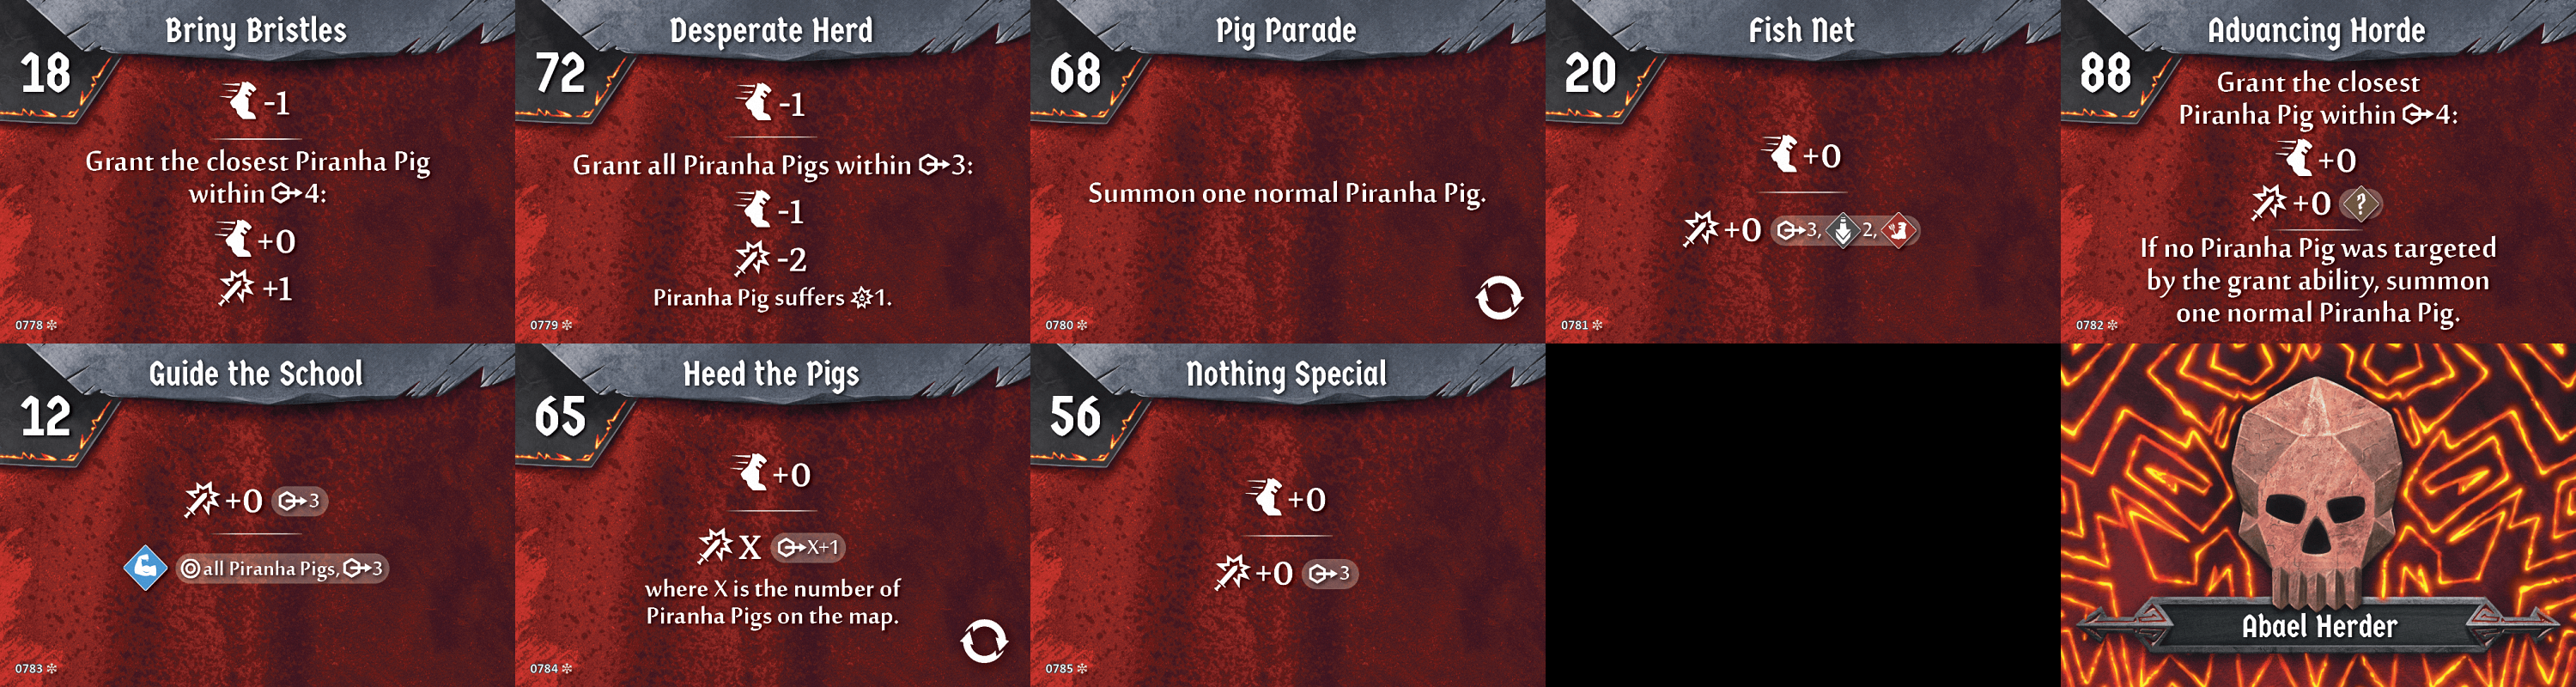 Briny Bristles
18
-1
Grant the closest Piranha Pig
within 4:
+0
+1
0778
Desperate Herd
72
-1
Grant all Piranha Pigs within 3:
-1
-2
Piranha Pig suffers 1.
0779
Pig Parade
68
Summon one normal Piranha Pig.
0780
Fish Net
20
+0
+0 3, 2,
0781
Advancing Horde
88
Grant the closest
Piranha Pig within 4:
+0
+0 ?
If no Piranha Pig was targeted
by the grant ability, summon
one normal Piranha Pig.
0782
Guide the School
12
+0 3
all Piranha Pigs, 3
0783
Heed the Pigs
65
+0
X X+1
where X is the number of
Piranha Pigs on the map.
0784
Nothing Special
56
+0
+0 3
0785
Abael Herder